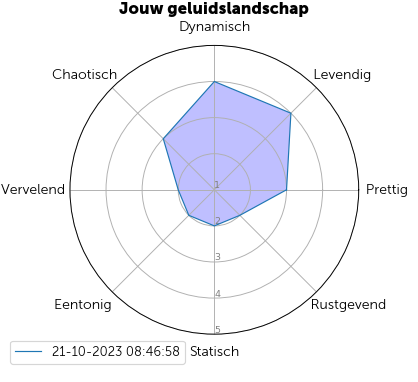 Jouw geluidslandschap
Dynamisch
Chaotisch
Levendig
Vervelend
1
Prettig
2
3
4
Eentonig
Rustgevend
5
21-10-2023 08:46:58
Statisch